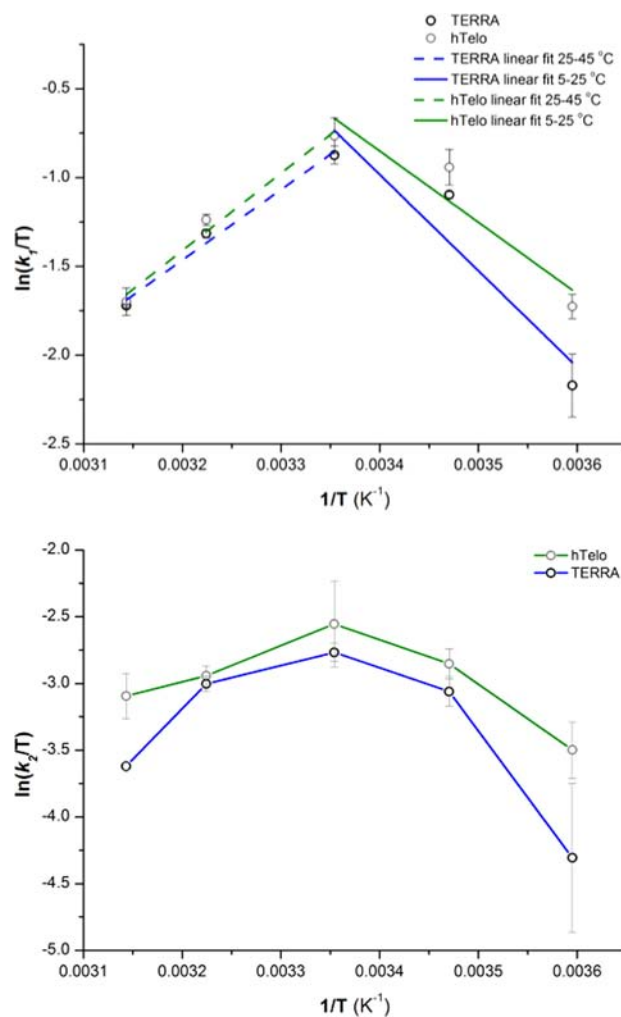 TERRA
hTelo
TERRA linear fit 25-45 °C
TERRA linear fit 5-25 °C
hTelo linear fit 25-45 °C
hTelo linear fit 5-25 °C
-0.5
-1.0
-1.5
-2.0
-2.5
ln(k1/T)
0.0031 0.0032 0.0033 0.0034 0.0035 0.0036
1/T (K⁻¹)
hTelo
TERRA
-2.0
-2.5
-3.0
-3.5
-4.0
-4.5
-5.0
ln(k2/T)
0.0031 0.0032 0.0033 0.0034 0.0035 0.0036
1/T (K⁻¹)